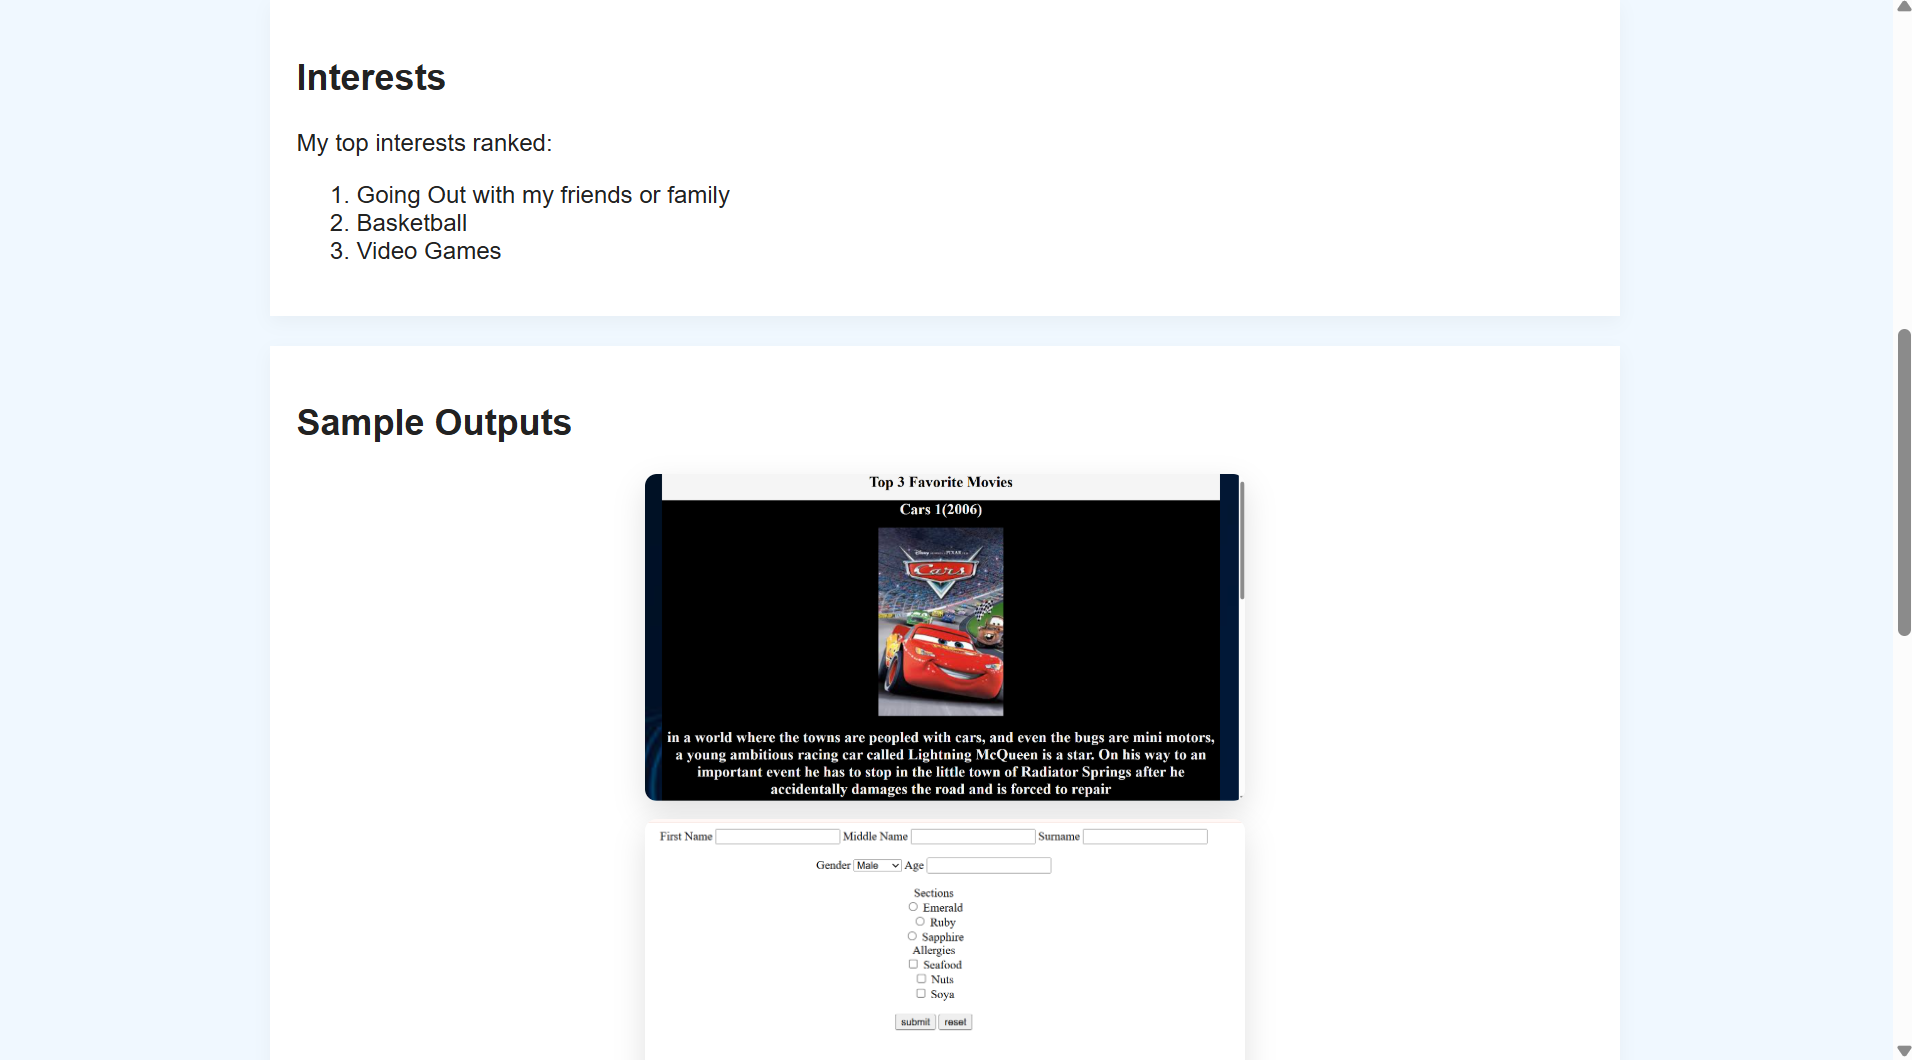 Interests
My top interests ranked:
1. Going Out with my friends or family
2. Basketball
3. Video Games
Sample Outputs
Top 3 Favorite Movies
Cars 1(2006)
Disney PIXAR
Cars
in a world where the towns are peopled with cars, and even the bugs are mini motors,
a young ambitious racing car called Lightning McQueen is a star. On his way to an
important event he has to stop in the little town of Radiator Springs after he
accidentally damages the road and is forced to repair
First Name Middle Name Surname
Gender Male Age
Sections
Emerald
Ruby
Sapphire
Allergies
Seafood
Nuts
Soya
submit reset